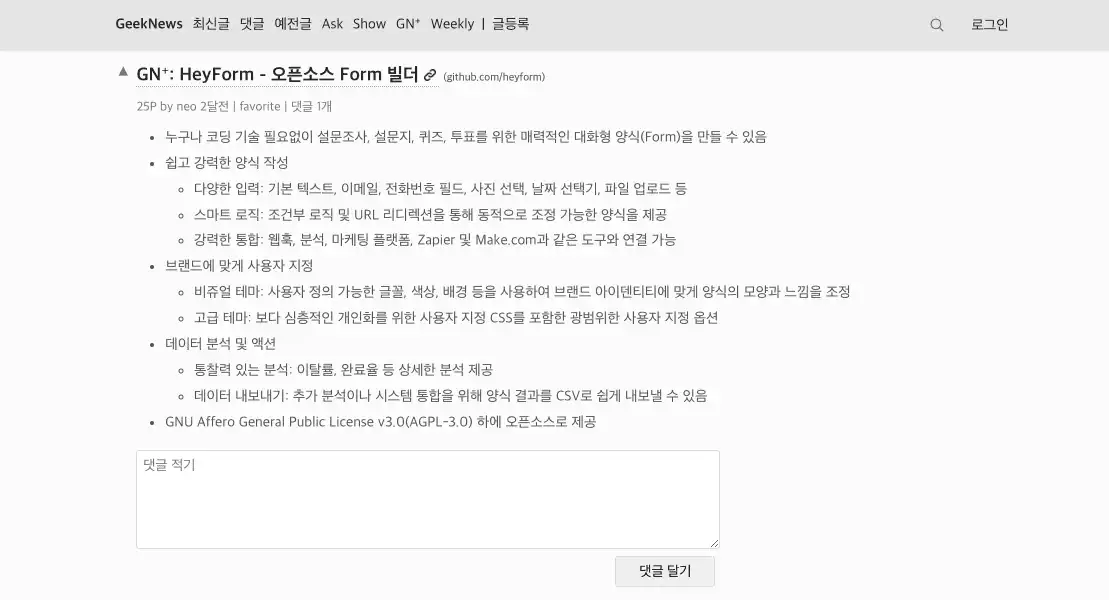 GeekNews 최신글 댓글 예전글 Ask Show GN⁺ Weekly | 글등록 로그인
▲ GN⁺: HeyForm - 오픈소스 Form 빌더 (github.com/heyform)
25P by neo 2달전 | favorite | 댓글 1개
• 누구나 코딩 기술 필요없이 설문조사, 설문지, 퀴즈, 투표를 위한 매력적인 대화형 양식(Form)을 만들 수 있음
• 쉽고 강력한 양식 작성
◦ 다양한 입력: 기본 텍스트, 이메일, 전화번호 필드, 사진 선택, 날짜 선택기, 파일 업로드 등
◦ 스마트 로직: 조건부 로직 및 URL 리디렉션을 통해 동적으로 조정 가능한 양식을 제공
◦ 강력한 통합: 웹훅, 분석, 마케팅 플랫폼, Zapier 및 Make.com과 같은 도구와 연결 가능
• 브랜드에 맞게 사용자 지정
◦ 비쥬얼 테마: 사용자 정의 가능한 글꼴, 색상, 배경 등을 사용하여 브랜드 아이덴티티에 맞게 양식의 모양과 느낌을 조정
◦ 고급 테마: 보다 심층적인 개인화를 위한 사용자 지정 CSS를 포함한 광범위한 사용자 지정 옵션
• 데이터 분석 및 액션
◦ 통찰력 있는 분석: 이탈률, 완료율 등 상세한 분석 제공
◦ 데이터 내보내기: 추가 분석이나 시스템 통합을 위해 양식 결과를 CSV로 쉽게 내보낼 수 있음
• GNU Affero General Public License v3.0(AGPL-3.0) 하에 오픈소스로 제공
댓글 적기
댓글 달기